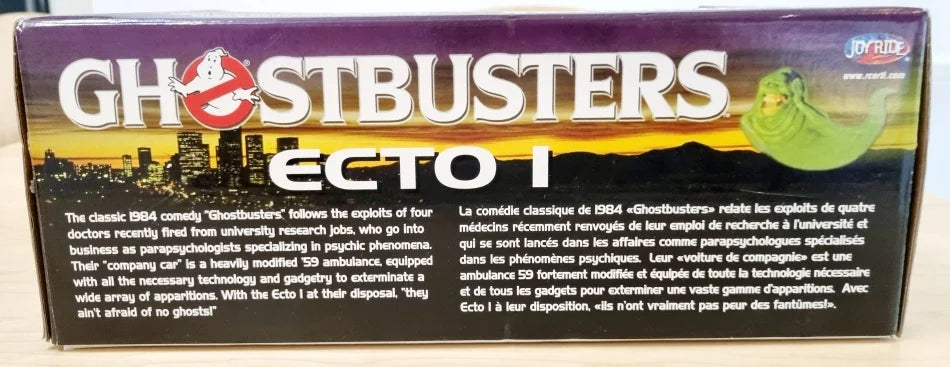 GHOSTBUSTERS
JOY RIDE
www.rcertl.com
ECTO 1
The classic 1984 comedy "Ghostbusters" follows the exploits of four
doctors recently fired from university research jobs, who go into
business as parapsychologists specializing in psychic phenomena.
Their "company car" is a heavily modified '59 ambulance, equipped
with all the necessary technology and gadgetry to exterminate a
wide array of apparitions. With the Ecto 1 at their disposal, "they
ain't afraid of no ghosts!"
La comédie classique de 1984 «Ghostbusters» relate les exploits de quatre
médecins récemment renvoyés de leur emploi de recherche à l'université et
qui se sont lancés dans les affaires comme parapsychologues spécialisés
dans les phénomènes psychiques. Leur «voiture de compagnie» est une
ambulance 59 fortement modifiée et équipée de toute la technologie nécessaire
et de tous les gadgets pour exterminer une vaste gamme d'apparitions. Avec
Ecto 1 à leur disposition, «ils n'ont vraiment pas peur des fantûmes!».